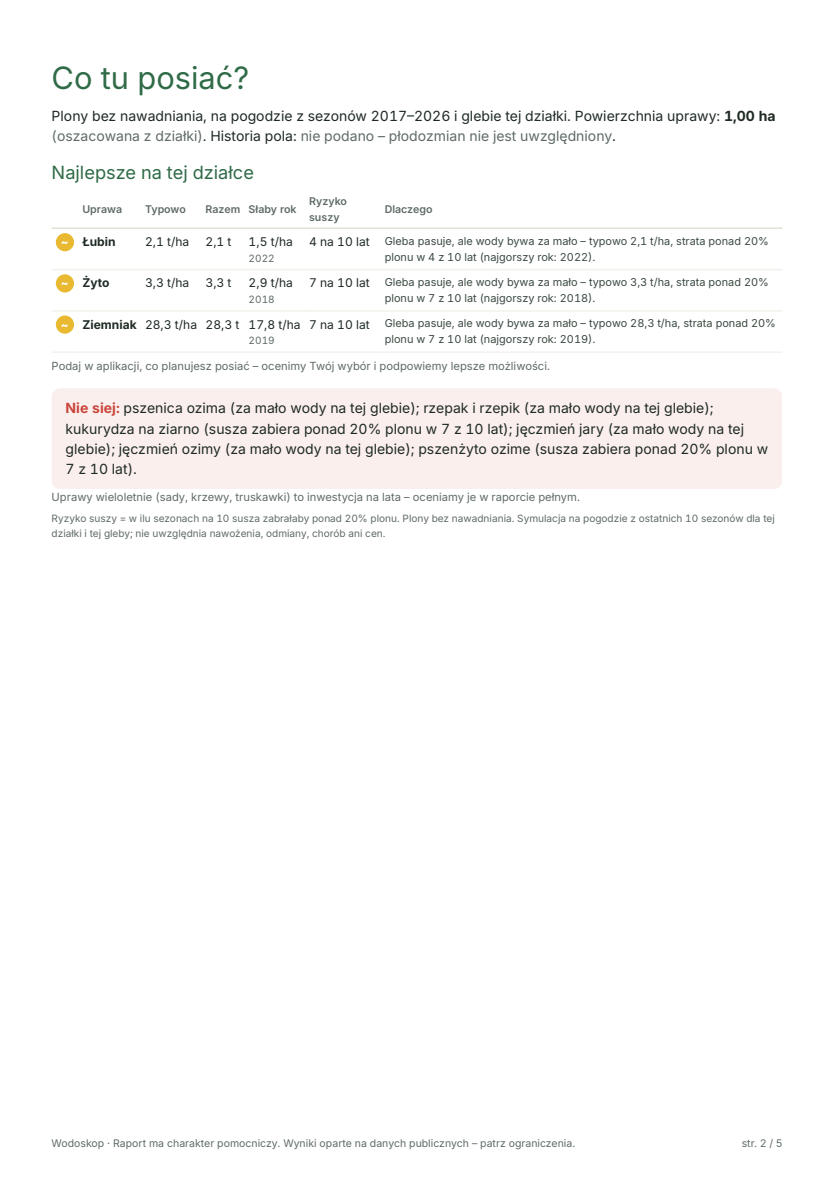 Co tu posiać?
Plony bez nawadniania, na pogodzie z sezonów 2017–2026 i glebie tej działki. Powierzchnia uprawy: 1,00 ha
(oszacowana z działki). Historia pola: nie podano – płodozmian nie jest uwzględniony.
Najlepsze na tej działce
Uprawa Typowo Razem Słaby rok Ryzyko suszy Dlaczego
~ Łubin 2,1 t/ha 2,1 t 1,5 t/ha 4 na 10 lat Gleba pasuje, ale wody bywa za mało – typowo 2,1 t/ha, strata ponad 20%
2022 plonu w 4 z 10 lat (najgorszy rok: 2022).
~ Żyto 3,3 t/ha 3,3 t 2,9 t/ha 7 na 10 lat Gleba pasuje, ale wody bywa za mało – typowo 3,3 t/ha, strata ponad 20%
2018 plonu w 7 z 10 lat (najgorszy rok: 2018).
~ Ziemniak 28,3 t/ha 28,3 t 17,8 t/ha 7 na 10 lat Gleba pasuje, ale wody bywa za mało – typowo 28,3 t/ha, strata ponad 20%
2019 plonu w 7 z 10 lat (najgorszy rok: 2019).
Podaj w aplikacji, co planujesz posiać – ocenimy Twój wybór i podpowiemy lepsze możliwości.
Nie siej: pszenica ozima (za mało wody na tej glebie); rzepak i rzepik (za mało wody na tej glebie);
kukurydza na ziarno (susza zabiera ponad 20% plonu w 7 z 10 lat); jęczmień jary (za mało wody na tej
glebie); jęczmień ozimy (za mało wody na tej glebie); pszenżyto ozime (susza zabiera ponad 20% plonu w
7 z 10 lat).
Uprawy wieloletnie (sady, krzewy, truskawki) to inwestycja na lata – oceniamy je w raporcie pełnym.
Ryzyko suszy = w ilu sezonach na 10 susza zabrałaby ponad 20% plonu. Plony bez nawadniania. Symulacja na pogodzie z ostatnich 10 sezonów dla tej
działki i tej gleby; nie uwzględnia nawożenia, odmiany, chorób ani cen.
Wodoskop · Raport ma charakter pomocniczy. Wyniki oparte na danych publicznych – patrz ograniczenia. str. 2 / 5